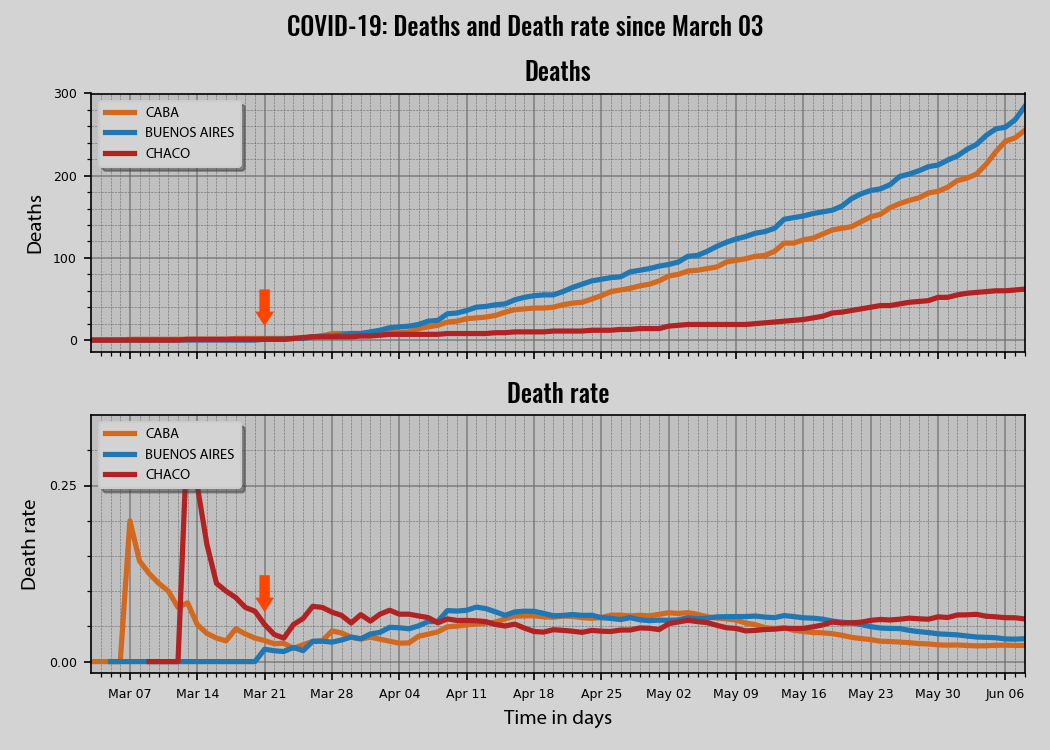 COVID-19: Deaths and Death rate since March 03
Deaths
Deaths
300
200
100
0
CABA
BUENOS AIRES
CHACO
Death rate
Death rate
0.25
0.00
CABA
BUENOS AIRES
CHACO
Mar 07 Mar 14 Mar 21 Mar 28 Apr 04 Apr 11 Apr 18 Apr 25 May 02 May 09 May 16 May 23 May 30 Jun 06
Time in days